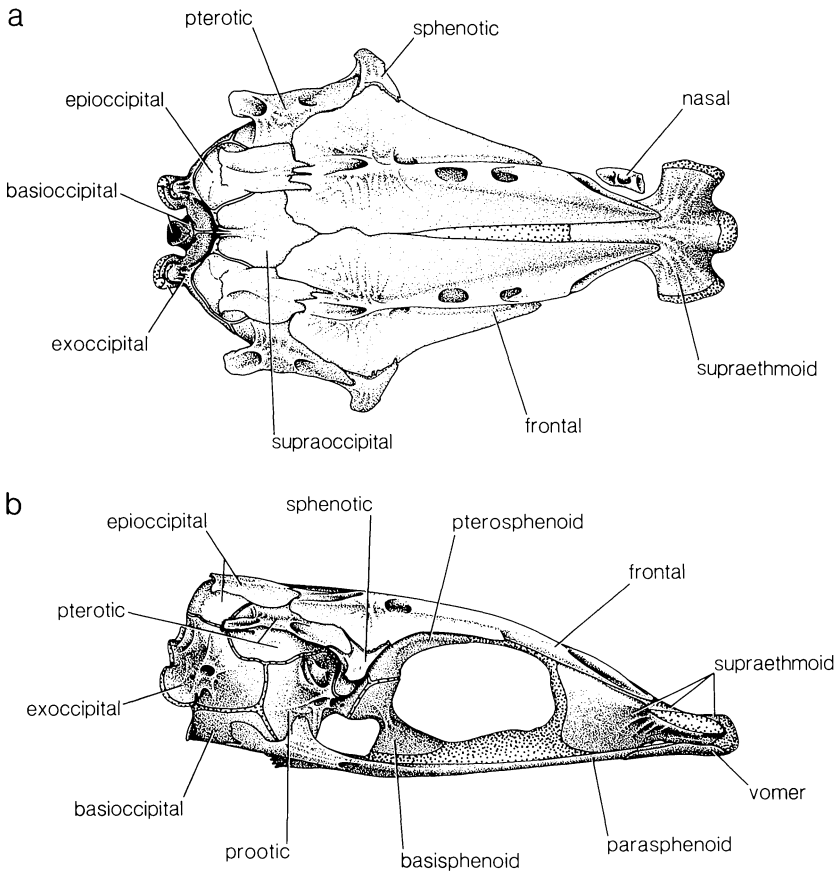 a
pterotic
sphenotic
epioccipital
nasal
basioccipital
exoccipital
supraethmoid
frontal
supraoccipital
b
sphenotic
epioccipital
pterosphenoid
frontal
pterotic
supraethmoid
exoccipital
vomer
basioccipital
parasphenoid
prootic
basisphenoid